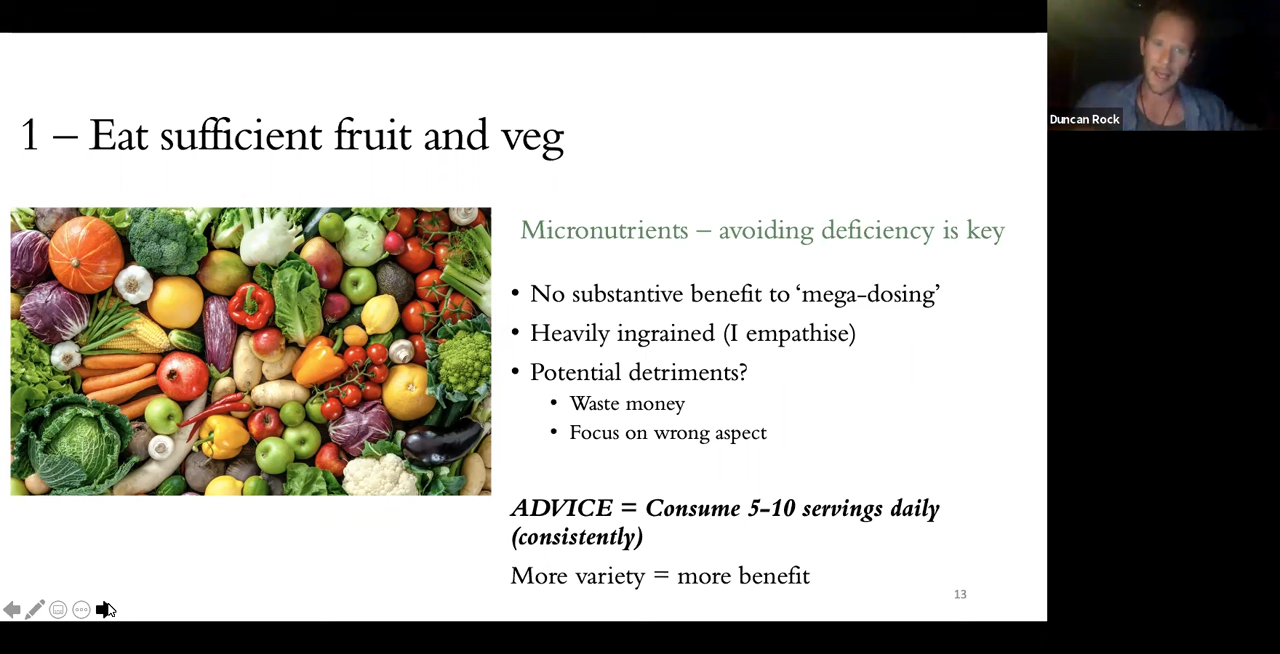 1 – Eat sufficient fruit and veg
Micronutrients – avoiding deficiency is key
• No substantive benefit to ‘mega-dosing’
• Heavily ingrained (I empathise)
• Potential detriments?
• Waste money
• Focus on wrong aspect
ADVICE = Consume 5-10 servings daily
(consistently)
More variety = more benefit
13
Duncan Rock